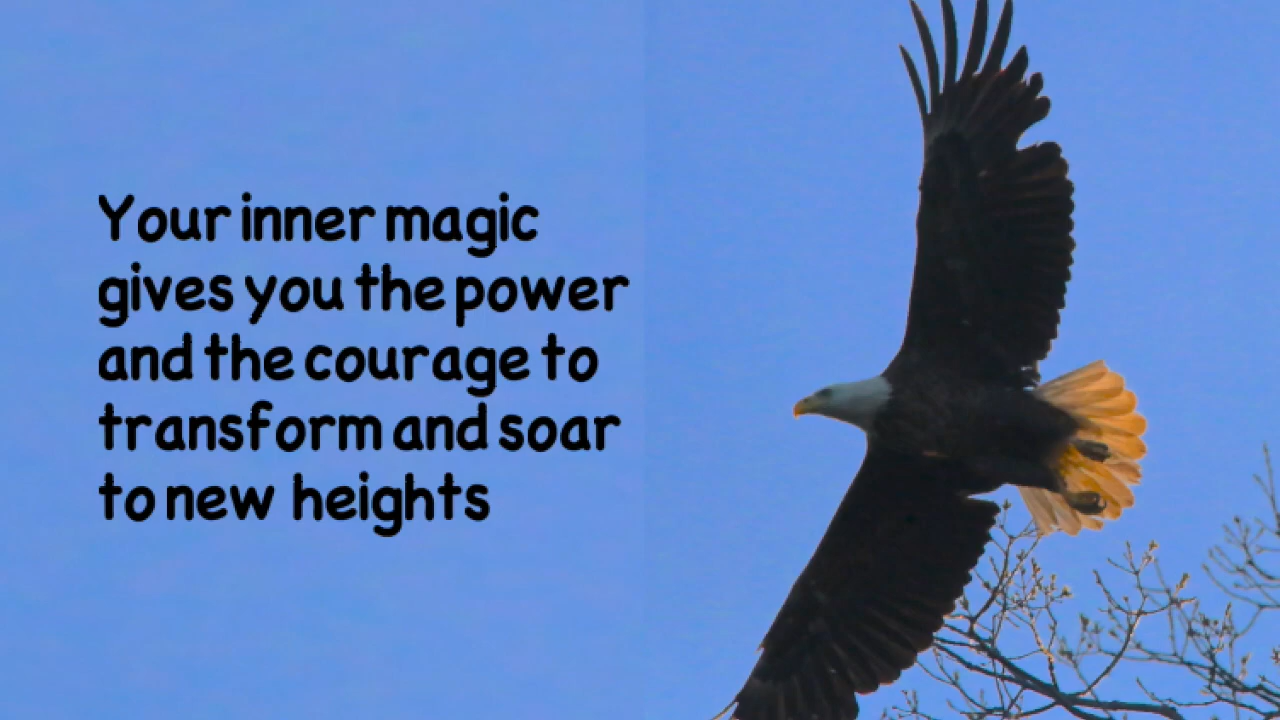 Your inner magic
gives you the power
and the courage to
transform and soar
to new heights